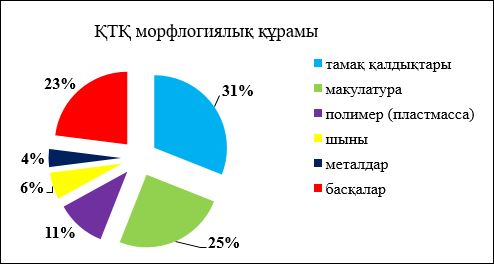 ҚТҚ морфлогиялық құрамы
31%
25%
11%
6%
4%
23%
тамақ қалдықтары
макулатура
полимер (пластмасса)
шыны
металдар
басқалар